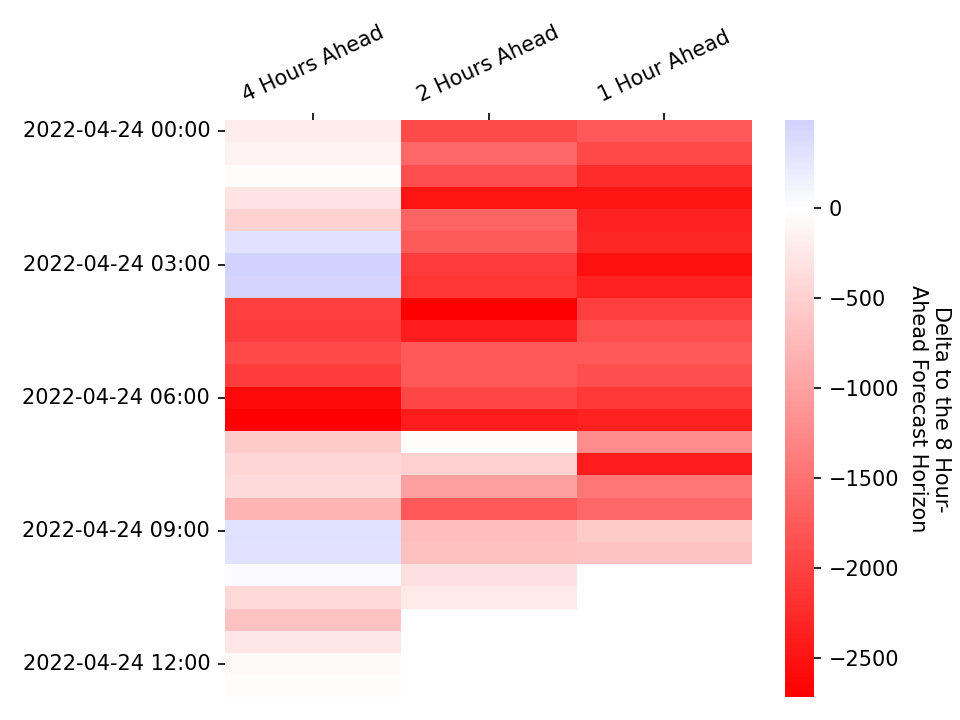 4 Hours Ahead
2 Hours Ahead
1 Hour Ahead
2022-04-24 00:00
2022-04-24 03:00
2022-04-24 06:00
2022-04-24 09:00
2022-04-24 12:00
0
−500
−1000
−1500
−2000
−2500
Delta to the 8 Hour-
Ahead Forecast Horizon